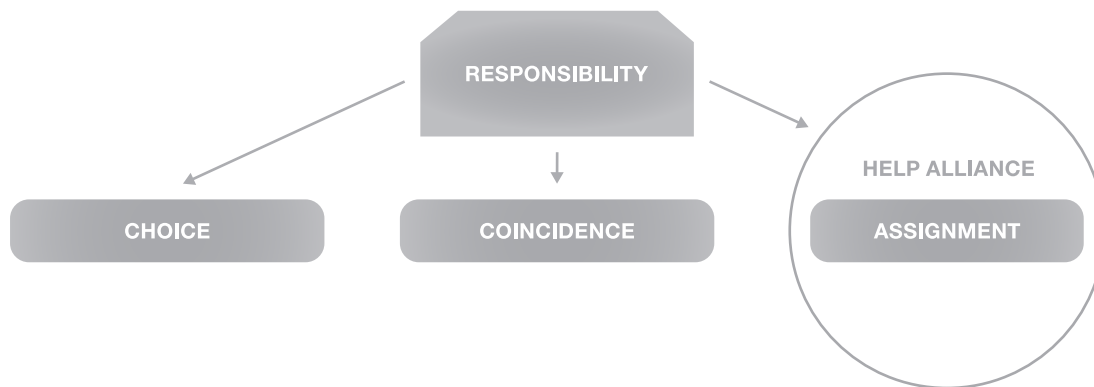 RESPONSIBILITY
HELP ALLIANCE
CHOICE
COINCIDENCE
ASSIGNMENT